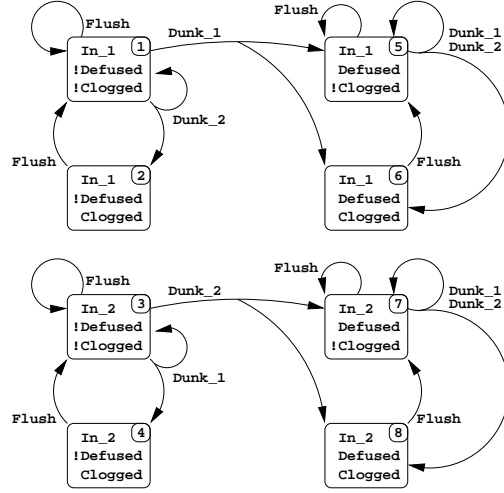 Flush
In_1 1
!Defused
!Clogged
Dunk_1
Dunk_2
Flush
In_1 2
!Defused
Clogged
Flush
In_1 5
Defused
!Clogged
Dunk_1
Dunk_2
Flush
In_1 6
Defused
Clogged
Flush
In_2 3
!Defused
!Clogged
Dunk_2
Dunk_1
Flush
In_2 4
!Defused
Clogged
Flush
In_2 7
Defused
!Clogged
Dunk_1
Dunk_2
Flush
In_2 8
Defused
Clogged